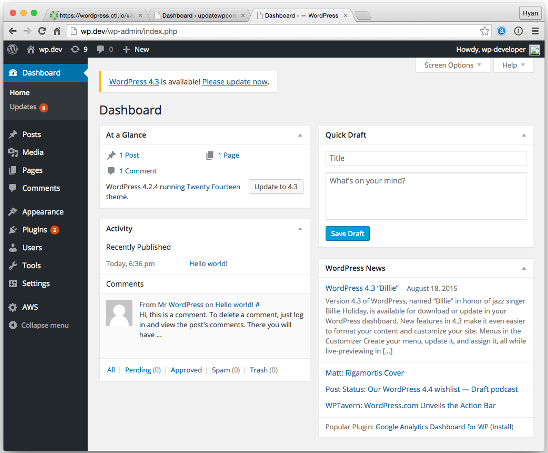 https://wordpress.ctl.io/
Dashboard ‹ updatewpcor
Dashboard ‹ — WordPress
Ryan
wp.dev/wp-admin/index.php
wp.dev 9 0 + New Howdy, wp-developer
Dashboard
Home
Updates 9
Posts
Media
Pages
Comments
Appearance
Plugins 2
Users
Tools
Settings
AWS
Collapse menu
Screen Options
Help
WordPress 4.3 is available! Please update now.
Dashboard
At a Glance
1 Post
1 Page
1 Comment
WordPress 4.2.4 running Twenty Fourteen
theme.
Update to 4.3
Activity
Recently Published
Today, 6:36 pm Hello world!
Comments
From Mr WordPress on Hello world! #
Hi, this is a comment. To delete a comment, just log
in and view the post's comments. There you will
have ...
All | Pending (0) | Approved | Spam (0) | Trash (0)
Quick Draft
Title
What's on your mind?
Save Draft
WordPress News
WordPress 4.3 "Billie" August 18, 2015
Version 4.3 of WordPress, named "Billie" in honor of jazz singer
Billie Holiday, is available for download or update in your
WordPress dashboard. New features in 4.3 make it even easier
to format your content and customize your site. Menus in the
Customizer Create your menu, update it, and assign it, all while
live-previewing in [...]
Matt: Rigamortis Cover
Post Status: Our WordPress 4.4 wishlist — Draft podcast
WPTavern: WordPress.com Unveils the Action Bar
Popular Plugin: Google Analytics Dashboard for WP (Install)